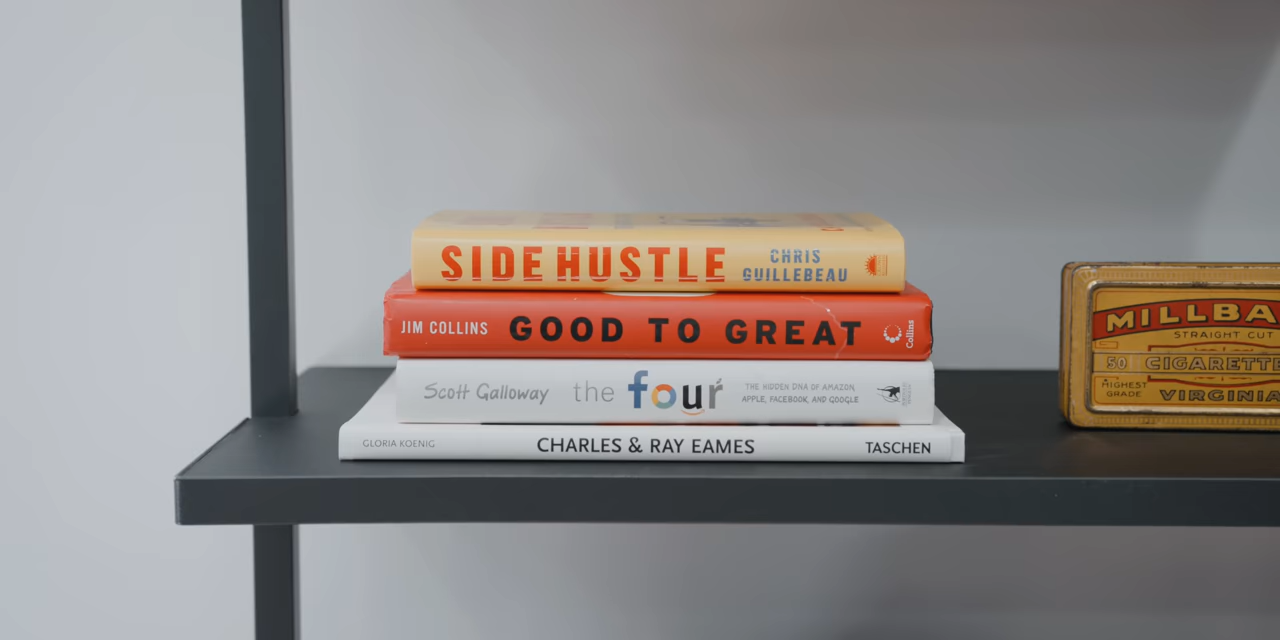 SIDE HUSTLE
CHRIS
GUILLEBEAU
JIM COLLINS
GOOD TO GREAT
Collins
Scott Galloway
the four
THE HIDDEN DNA OF AMAZON,
APPLE, FACEBOOK, AND GOOGLE
GLORIA KOENIG
CHARLES & RAY EAMES
TASCHEN
MILLBA
STRAIGHT CUT
50 CIGARETTE
HIGHEST
GRADE
VIRGINIA